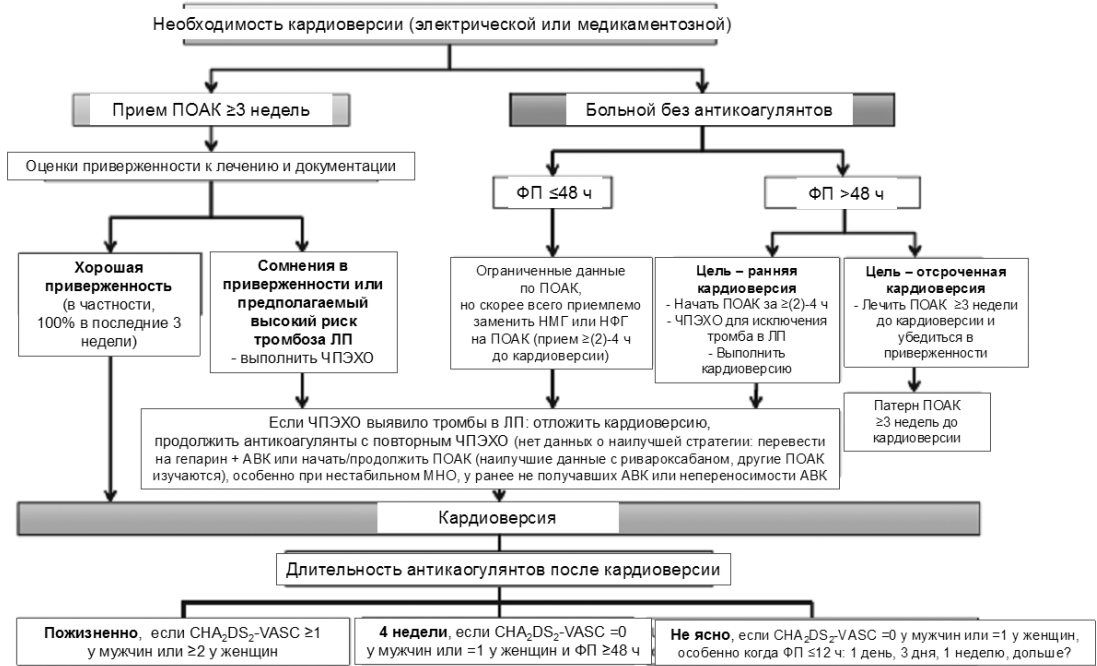 Необходимость кардиоверсии (электрической или медикаментозной)
Прием ПОАК ≥3 недель
Больной без антикоагулянтов
Оценки приверженности к лечению и документации
ФП ≤48 ч
ФП >48 ч
Хорошая
приверженность
(в частности,
100% в последние 3
недели)
Сомнения в
приверженности или
предполагаемый
высокий риск
тромбоза ЛП
- выполнить ЧПЭХО
Ограниченные данные
по ПОАК,
но скорее всего приемлемо
заменить НМГ или НФГ
на ПОАК (прием ≥(2)-4 ч
до кардиоверсии)
Цель – ранняя
кардиоверсия
- Начать ПОАК за ≥(2)-4 ч
- ЧПЭХО для исключения
тромба в ЛП
- Выполнить
кардиоверсию
Цель – отсроченная
кардиоверсия
- Лечить ПОАК ≥3 недели
до кардиоверсии и
убедиться в
приверженности
Патерн ПОАК
≥3 недель до
кардиоверсии
Если ЧПЭХО выявило тромбы в ЛП: отложить кардиоверсию,
продолжить антикоагулянты с повторным ЧПЭХО (нет данных о наилучшей стратегии: перевести
на гепарин + АВК или начать/продолжить ПОАК (наилучшие данные с ривароксабаном, другие ПОАК
изучаются), особенно при нестабильном МНО, у ранее не получавших АВК или непереносимости АВК
Кардиоверсия
Длительность антикаогулянтов после кардиоверсии
Пожизненно, если CHA₂DS₂-VASC ≥1
у мужчин или ≥2 у женщин
4 недели, если CHA₂DS₂-VASC =0
у мужчин или =1 у женщин и ФП ≥48 ч
Не ясно, если CHA₂DS₂-VASC =0 у мужчин или =1 у женщин,
особенно когда ФП ≤12 ч: 1 день, 3 дня, 1 неделю, дольше?